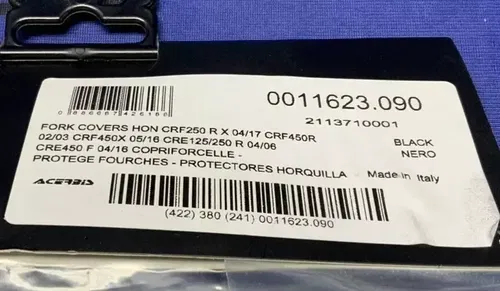 0011623.090
2113710001
FORK COVERS HON CRF250 R X 04/17 CRF450R
02/03 CRF450X 05/16 CRE125/250 R 04/06
CRE450 F 04/16 COPRIFORCELLE -
PROTEGE FOURCHES - PROTECTORES HORQUILLA
BLACK
NERO
Made in Italy
ACERBIS
(422) 380 (241) 0011623.090